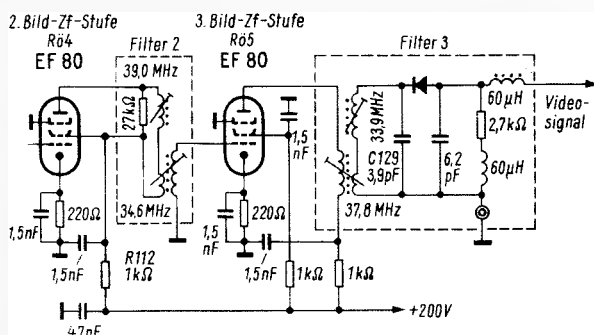 2. Bild-Zf-Stufe
Rö4
EF 80
3. Bild-Zf-Stufe
Rö5
EF 80
Filter 2
39,0 MHz
27kΩ
34,6 MHz
Filter 3
33,9MHz
C129
3,9pF
6,2
pF
60µH
2,7kΩ
60µH
Video-
signal
37,8 MHz
1,5
nF
220Ω
1,5nF
1,5nF
R112
1kΩ
220Ω
1,5
nF
1,5nF
1kΩ
1kΩ
+200V
4,7nF